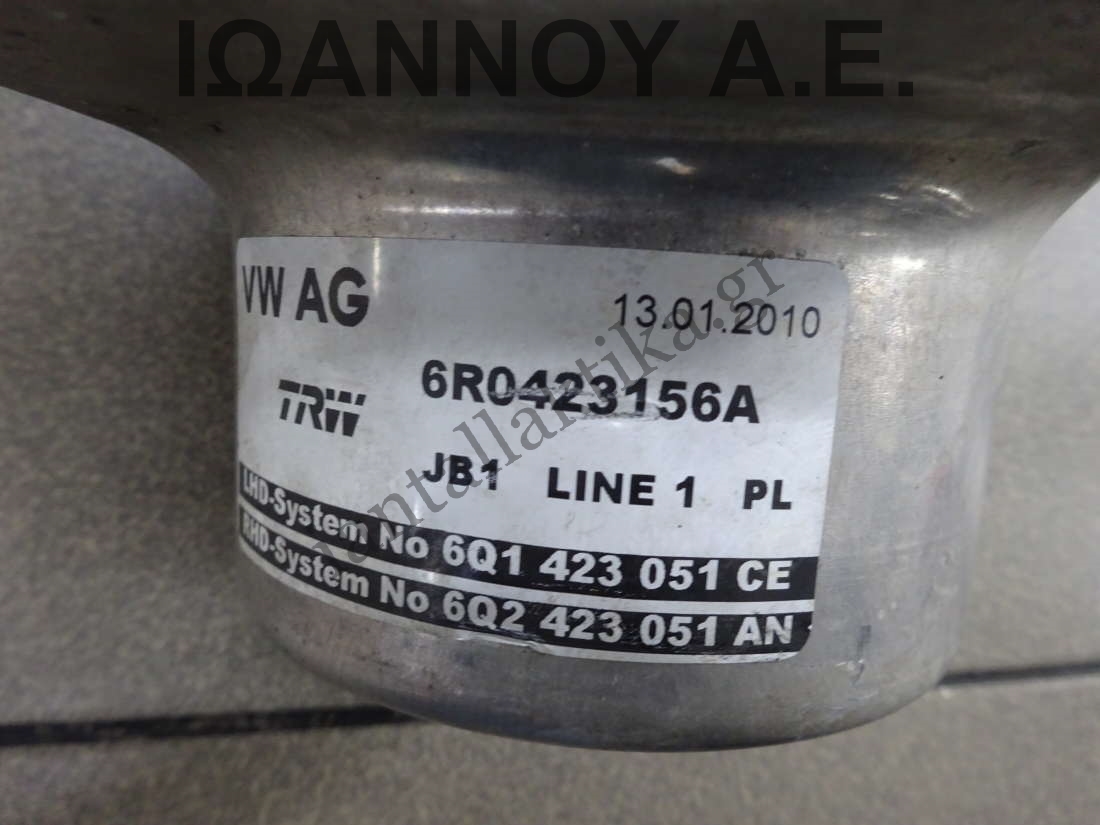 ΙΩΑΝΝΟΥ Α.Ε.
VW AG
13.01.2010
TRW
6R0423156A
JB1 LINE 1 PL
LHD-System No 6Q1 423 051 CE
RHD-System No 6Q2 423 051 AN